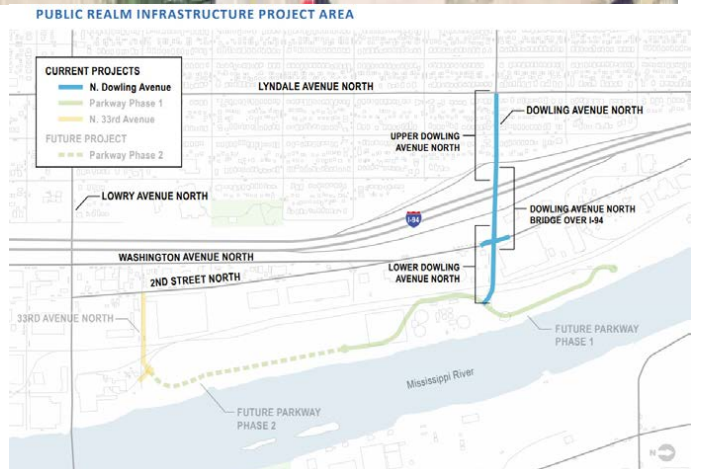 PUBLIC REALM INFRASTRUCTURE PROJECT AREA
CURRENT PROJECTS
N. Dowling Avenue
Parkway Phase 1
N. 33rd Avenue
FUTURE PROJECT
Parkway Phase 2
LYNDALE AVENUE NORTH
DOWLING AVENUE NORTH
UPPER DOWLING
AVENUE NORTH
LOWRY AVENUE NORTH
I-94
DOWLING AVENUE NORTH
BRIDGE OVER I-94
WASHINGTON AVENUE NORTH
LOWER DOWLING
AVENUE NORTH
2ND STREET NORTH
33RD AVENUE NORTH
FUTURE PARKWAY
PHASE 1
Mississippi River
FUTURE PARKWAY
PHASE 2
N